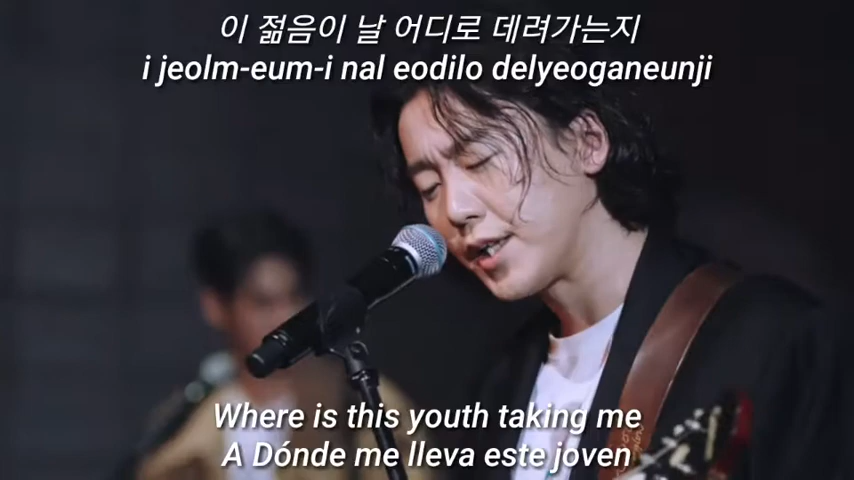 이 젊음이 날 어디로 데려가는지
i jeolm-eum-i nal eodilo delyeoganeunji
Where is this youth taking me
A Dónde me lleva este joven